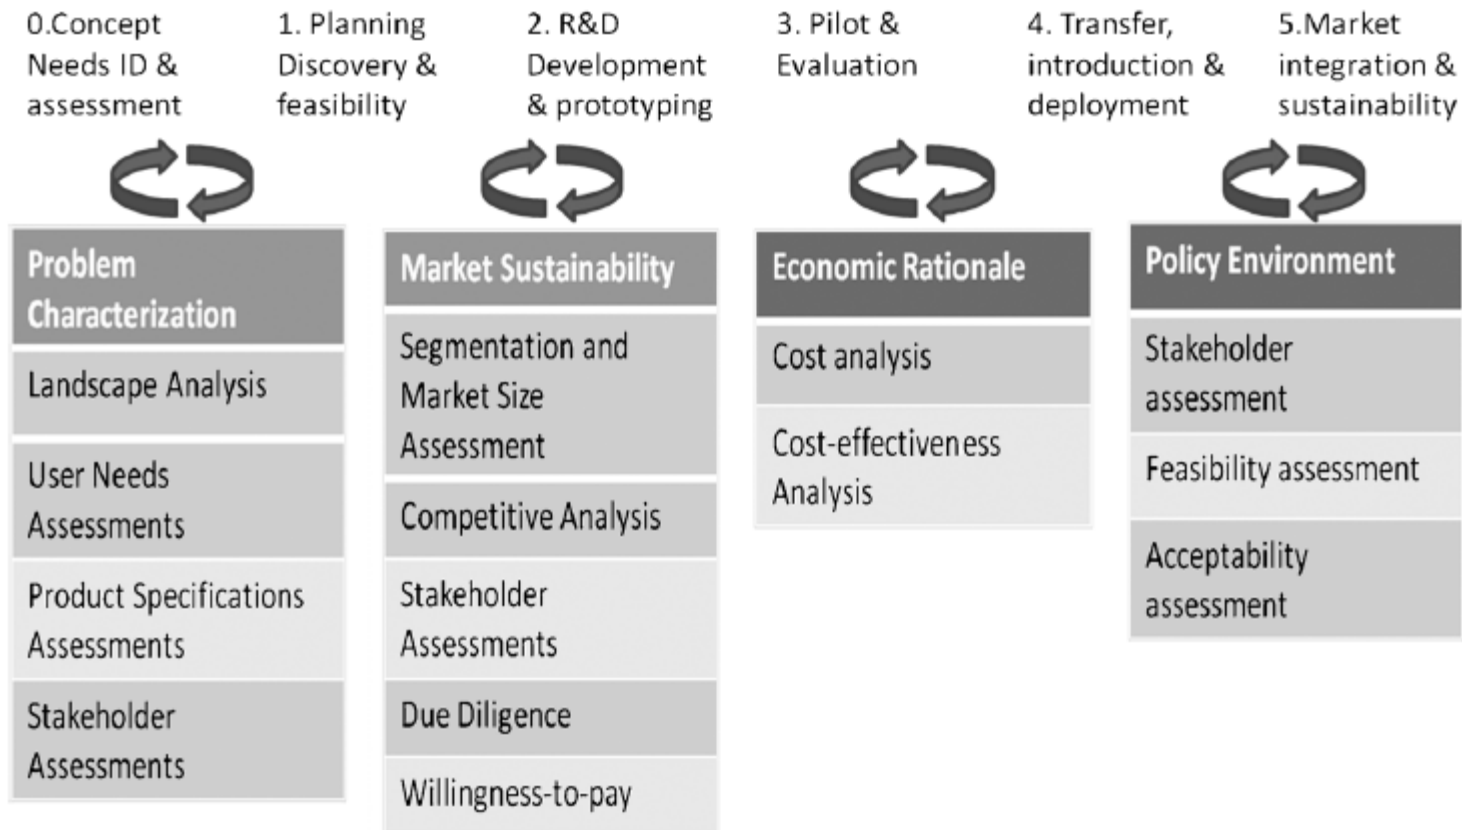 0.Concept
Needs ID &
assessment
1. Planning
Discovery &
feasibility
2. R&D
Development
& prototyping
3. Pilot &
Evaluation
4. Transfer,
introduction &
deployment
5.Market
integration &
sustainability
Problem
Characterization
Landscape Analysis
User Needs
Assessments
Product Specifications
Assessments
Stakeholder
Assessments
Market Sustainability
Segmentation and
Market Size
Assessment
Competitive Analysis
Stakeholder
Assessments
Due Diligence
Willingness-to-pay
Economic Rationale
Cost analysis
Cost-effectiveness
Analysis
Policy Environment
Stakeholder
assessment
Feasibility assessment
Acceptability
assessment